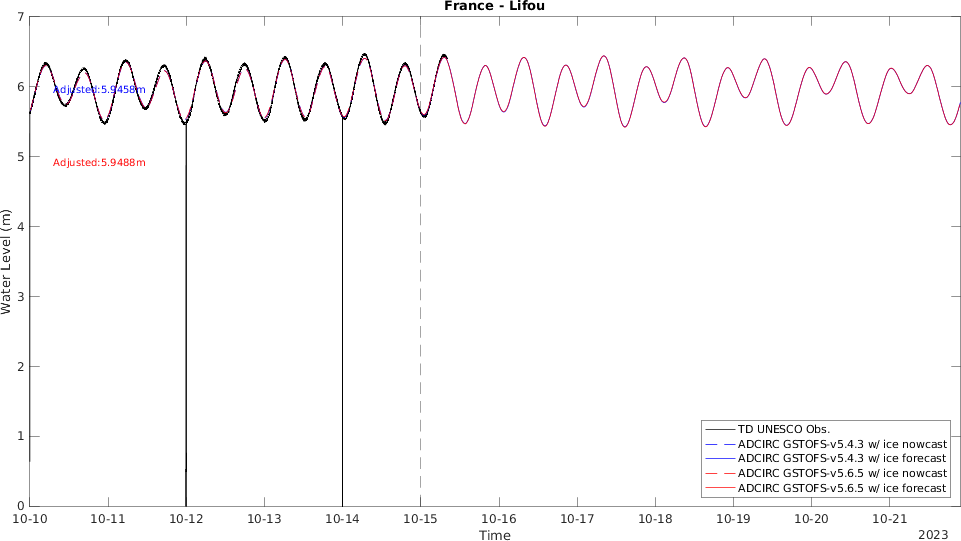 France - Lifou
7
6
5
4
3
2
1
0
Water Level (m)
Adjusted:5.9458m
Adjusted:5.9488m
TD UNESCO Obs.
ADCIRC GSTOFS-v5.4.3 w/ ice nowcast
ADCIRC GSTOFS-v5.4.3 w/ ice forecast
ADCIRC GSTOFS-v5.6.5 w/ ice nowcast
ADCIRC GSTOFS-v5.6.5 w/ ice forecast
10-10 10-11 10-12 10-13 10-14 10-15 10-16 10-17 10-18 10-19 10-20 10-21
Time
2023